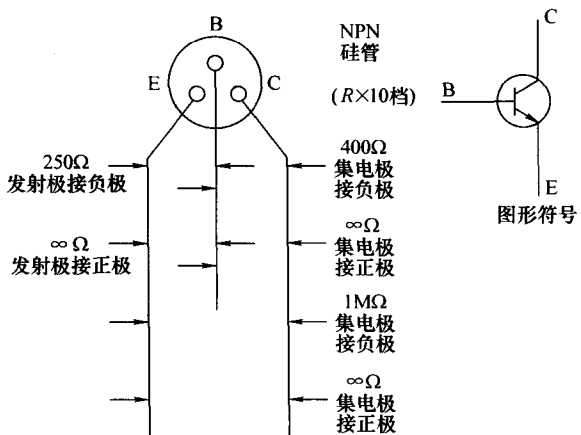 B
E
C
NPN
硅管
(R×10档)
250Ω
发射极接负极
400Ω
集电极
接负极
∞Ω
发射极接正极
∞Ω
集电极
接正极
1MΩ
集电极
接负极
∞Ω
集电极
接正极
C
B
E
图形符号